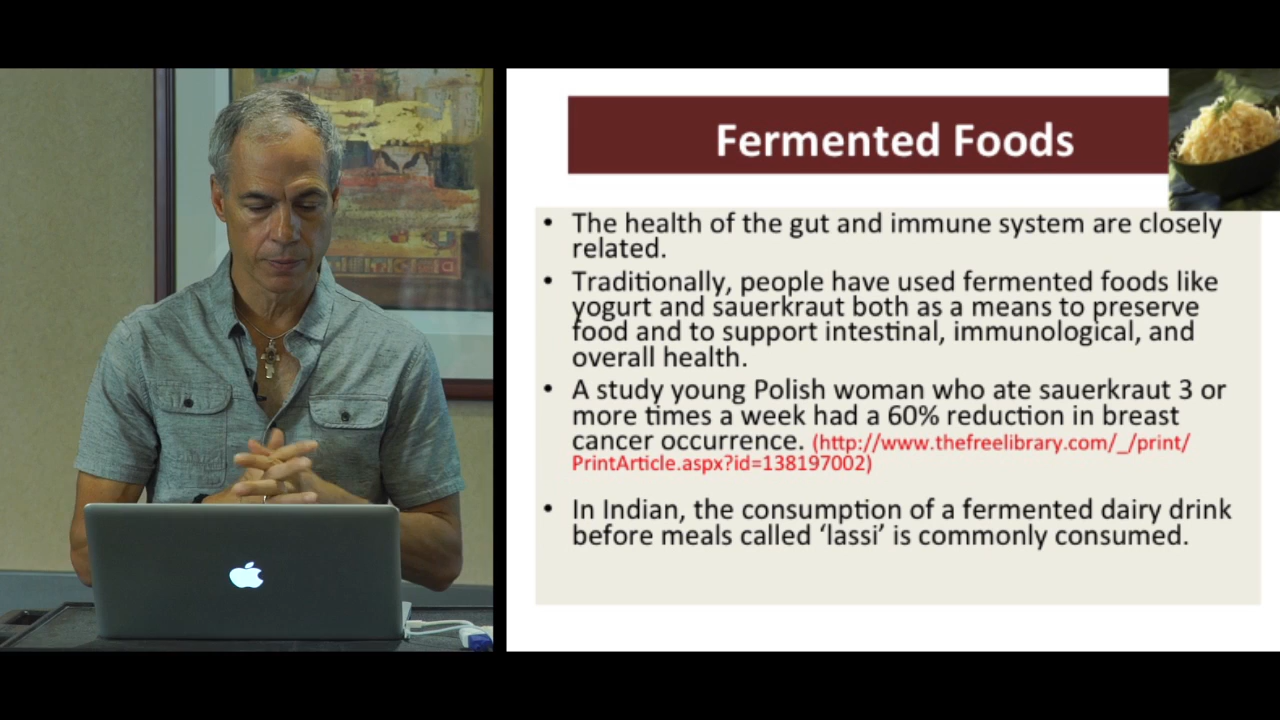 Fermented Foods
• The health of the gut and immune system are closely
related.
• Traditionally, people have used fermented foods like
yogurt and sauerkraut both as a means to preserve
food and to support intestinal, immunological, and
overall health.
• A study young Polish woman who ate sauerkraut 3 or
more times a week had a 60% reduction in breast
cancer occurrence. (http://www.thefreelibrary.com/_/print/
PrintArticle.aspx?id=138197002)
• In Indian, the consumption of a fermented dairy drink
before meals called ‘lassi’ is commonly consumed.